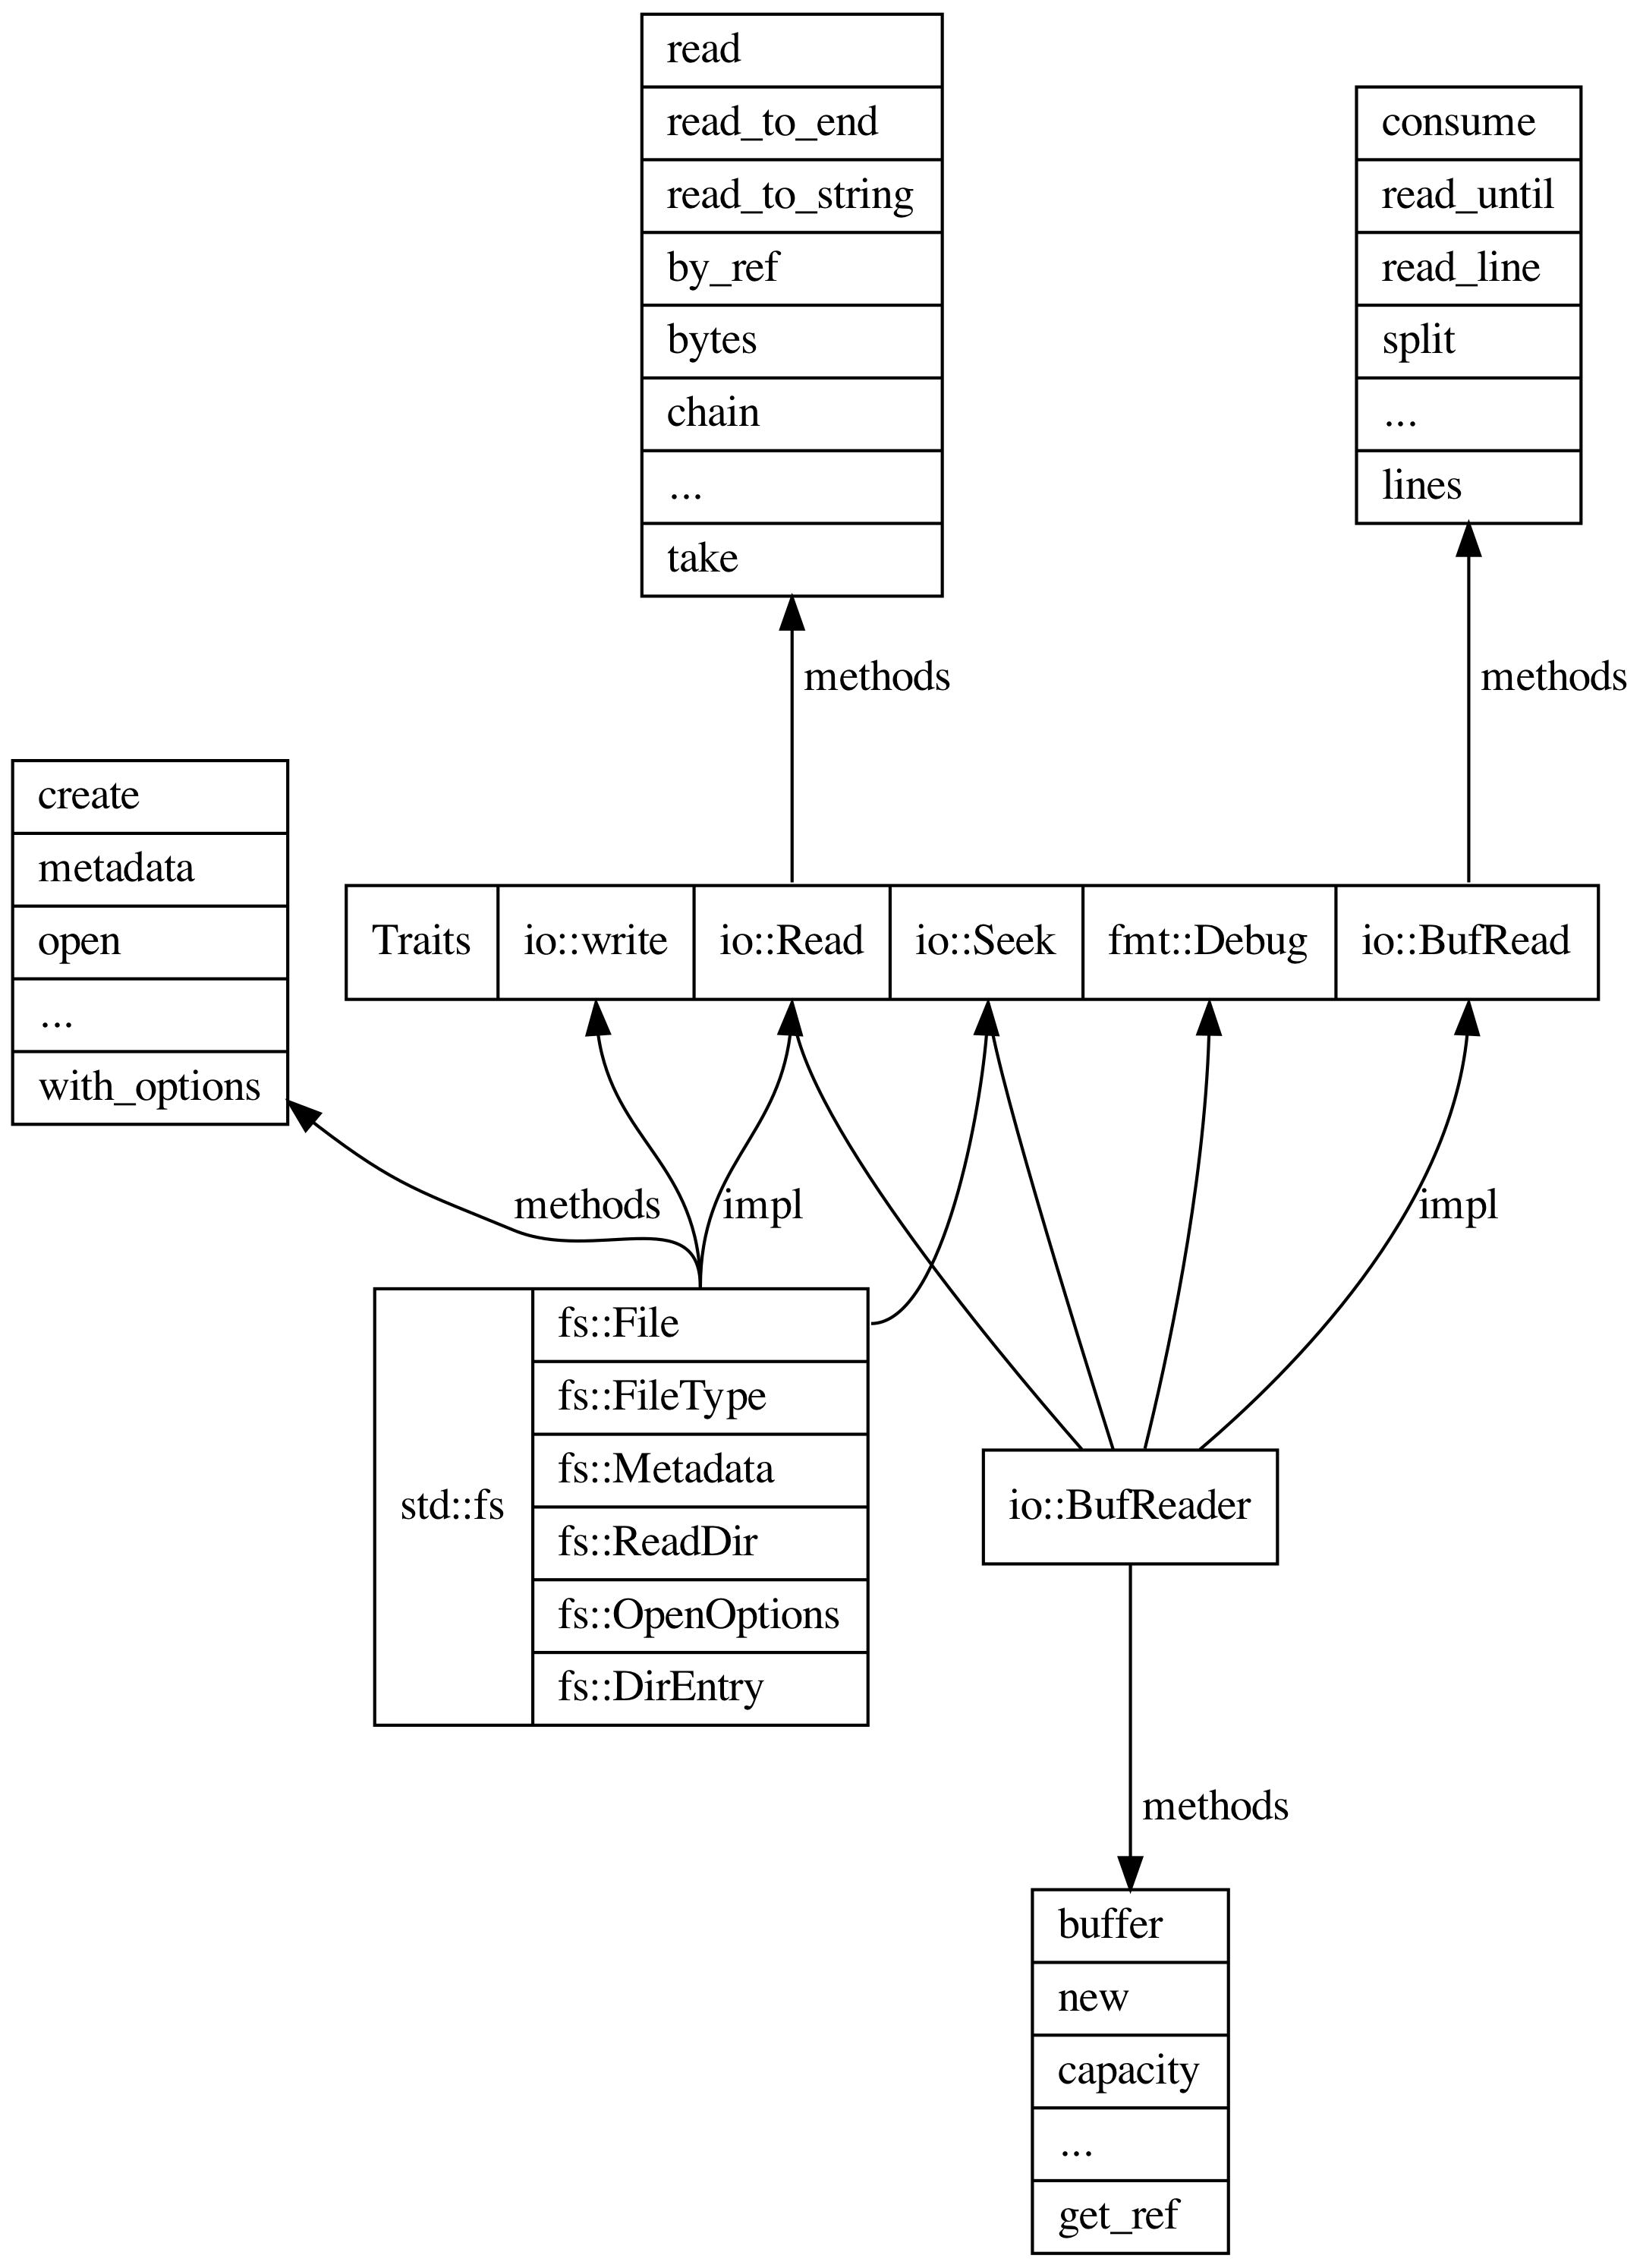 read
read_to_end
read_to_string
by_ref
bytes
chain
...
take
consume
read_until
read_line
split
...
lines
methods
methods
create
metadata
open
...
with_options
Traits
io::write
io::Read
io::Seek
fmt::Debug
io::BufRead
methods
impl
impl
std::fs
fs::File
fs::FileType
fs::Metadata
fs::ReadDir
fs::OpenOptions
fs::DirEntry
io::BufReader
methods
buffer
new
capacity
...
get_ref